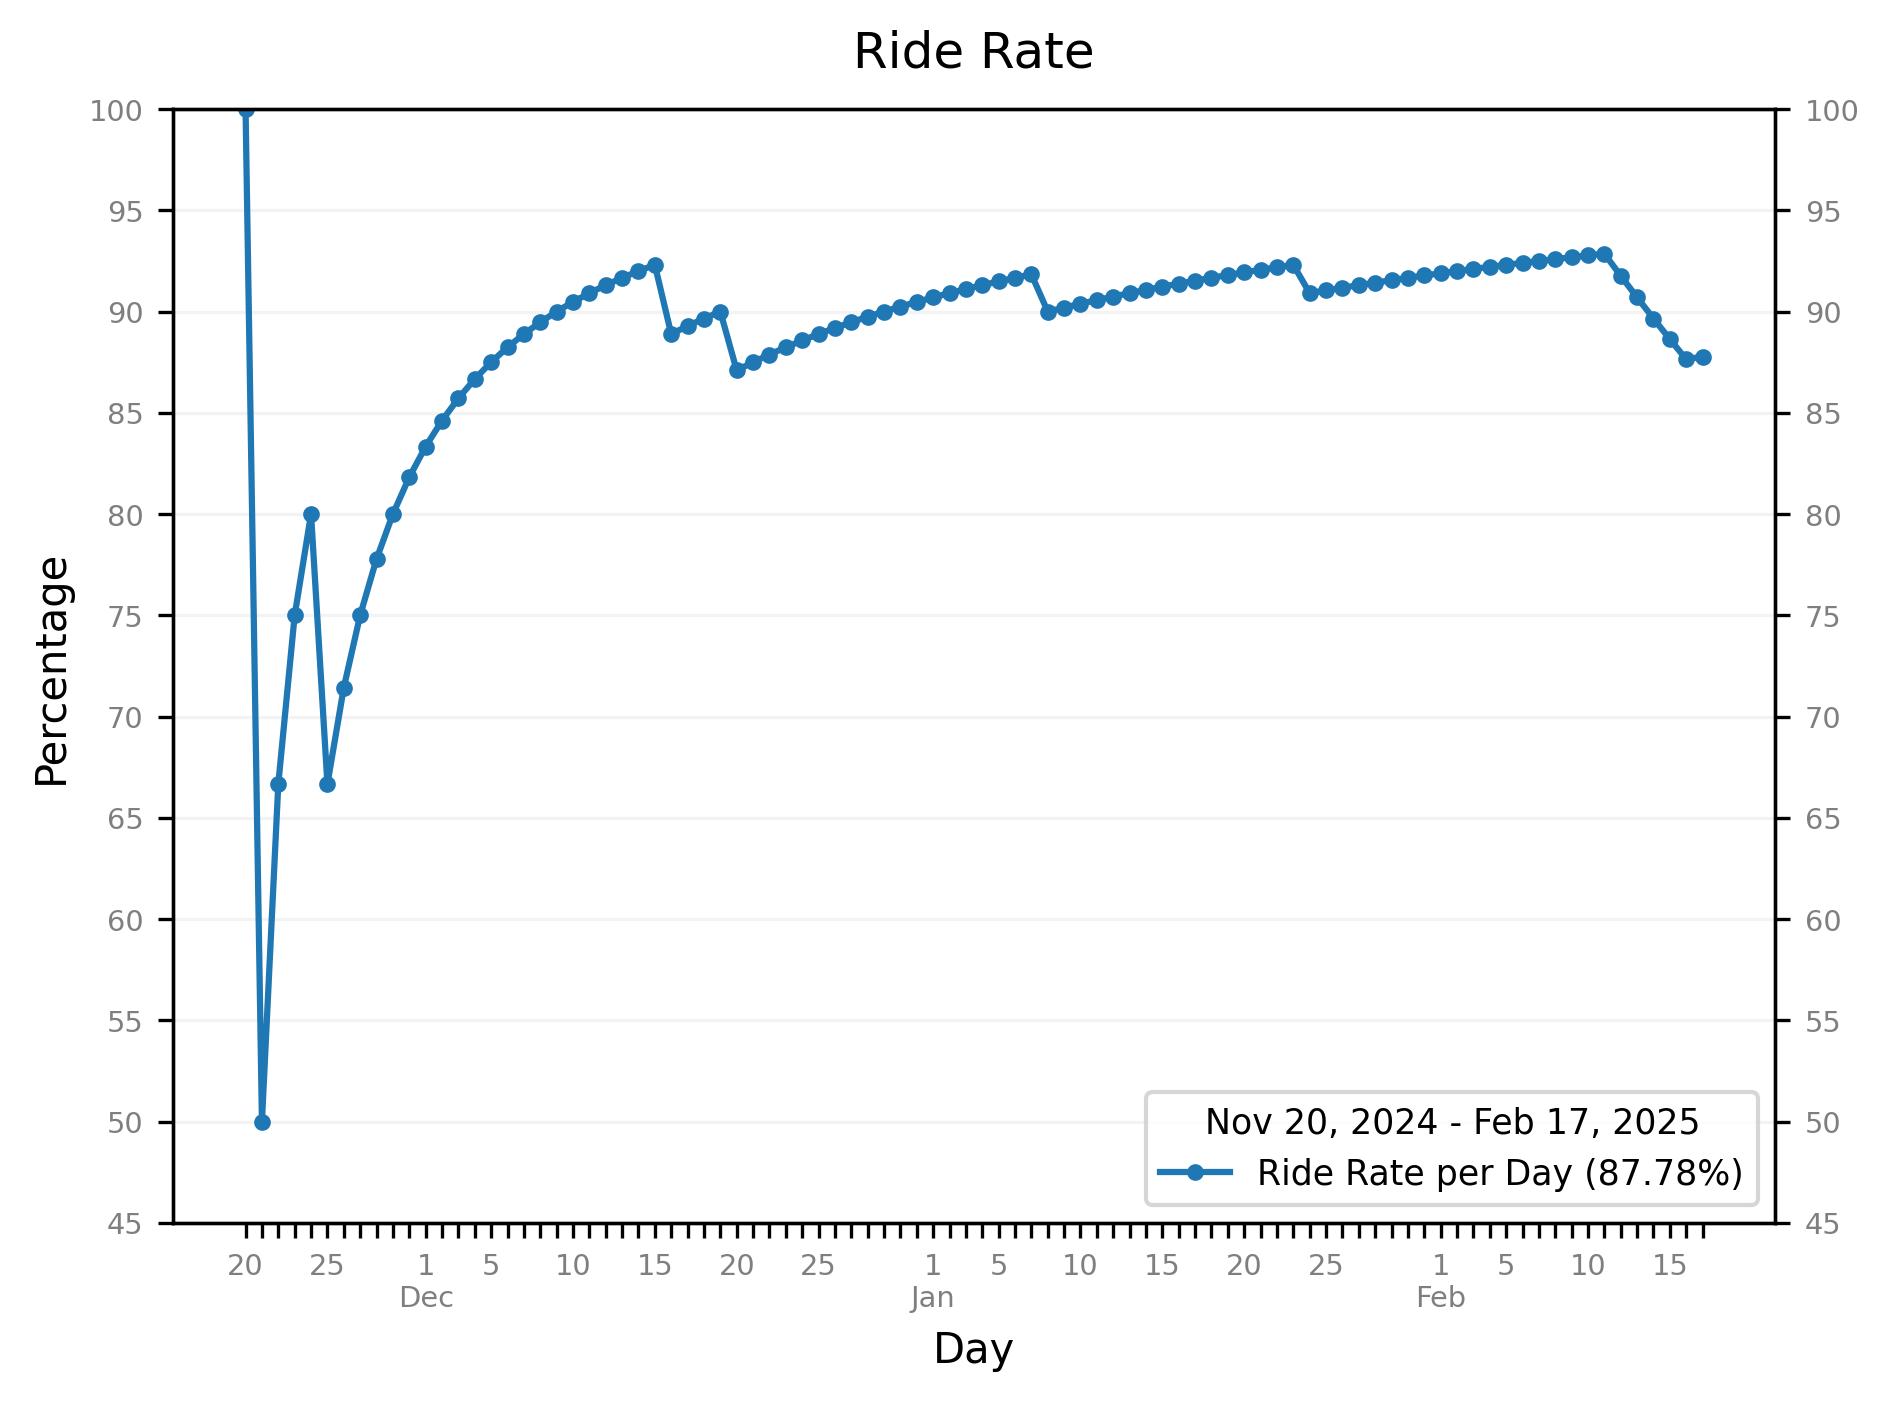 Ride Rate
100 100
95 95
90 90
85 85
80 80
75 75
70 70
65 65
60 60
55 55
50 50
45 45
Percentage
Nov 20, 2024 - Feb 17, 2025
Ride Rate per Day (87.78%)
20 25 1 5 10 15 20 25 1 5 10 15 20 25 1 5 10 15
Dec Jan Feb
Day